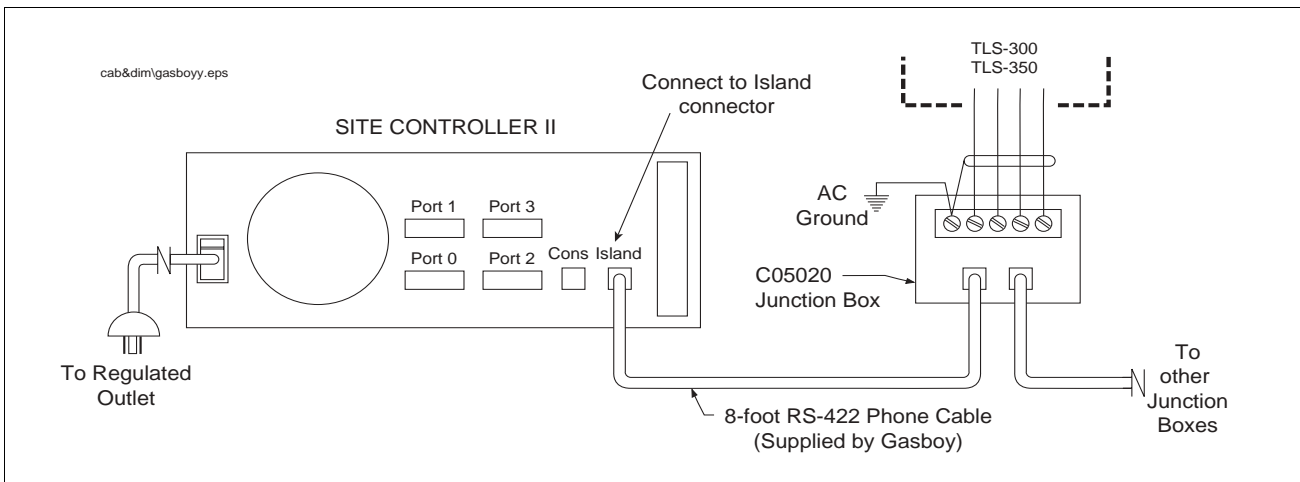 cab&dim\gasboyy.eps
TLS-300
TLS-350
Connect to Island
connector
SITE CONTROLLER II
AC
Ground
Port 1 Port 3
Port 0 Port 2 Cons Island
C05020
Junction Box
To Regulated
Outlet
To
other
Junction
Boxes
8-foot RS-422 Phone Cable
(Supplied by Gasboy)